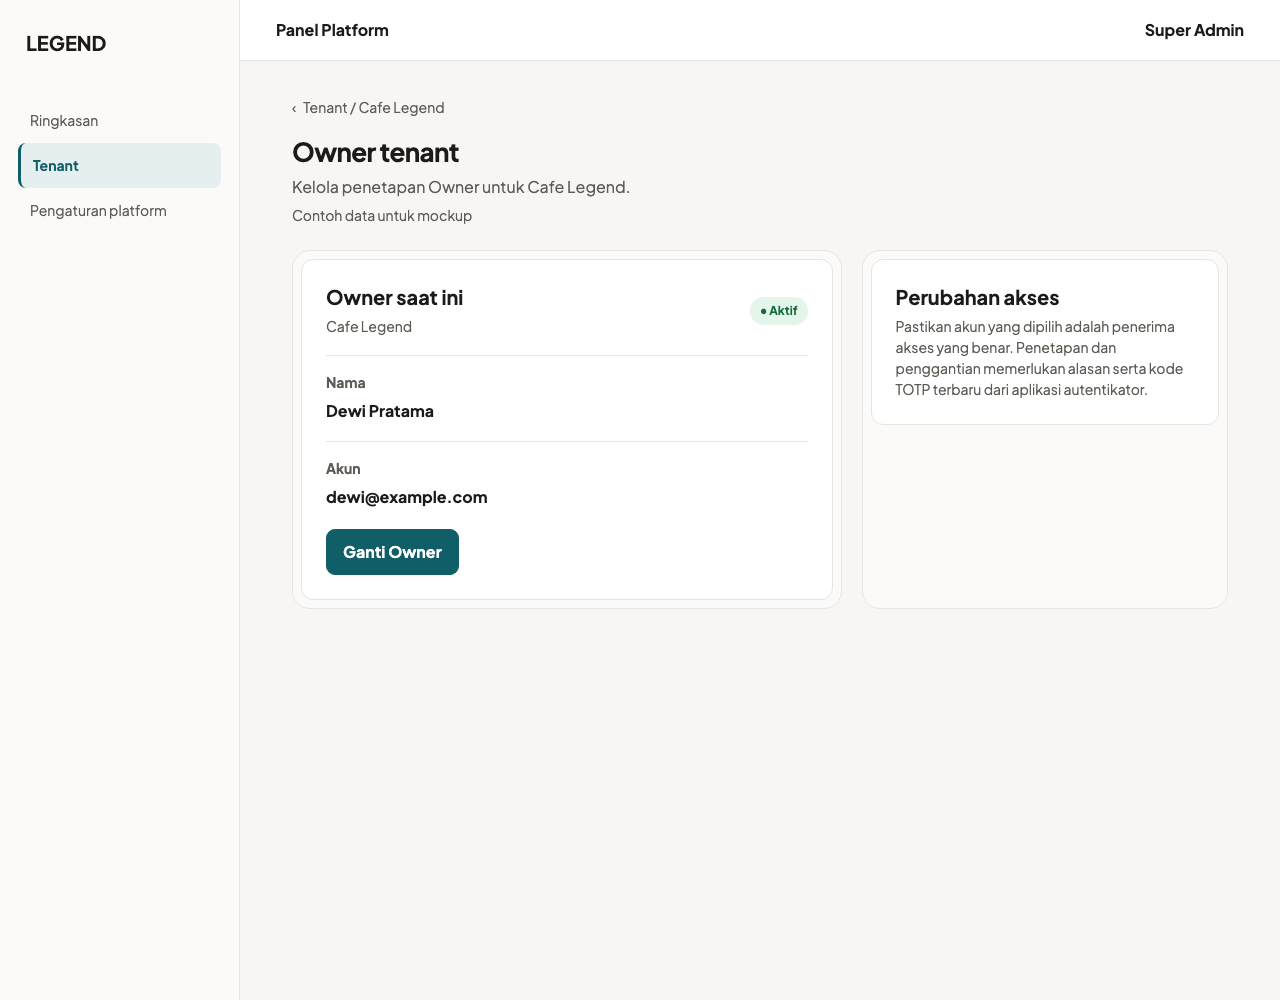 LEGEND
Panel Platform
Super Admin
Ringkasan
Tenant
Pengaturan platform
‹ Tenant / Cafe Legend
Owner tenant
Kelola penetapan Owner untuk Cafe Legend.
Contoh data untuk mockup
Owner saat ini
Cafe Legend
• Aktif
Nama
Dewi Pratama
Akun
dewi@example.com
Ganti Owner
Perubahan akses
Pastikan akun yang dipilih adalah penerima
akses yang benar. Penetapan dan
penggantian memerlukan alasan serta kode
TOTP terbaru dari aplikasi autentikator.